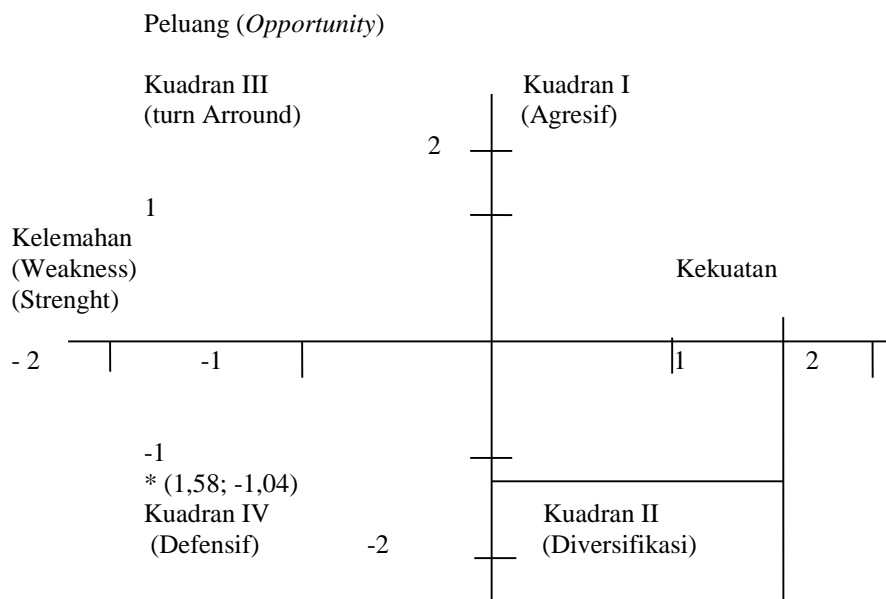 Peluang (Opportunity)
Kuadran III Kuadran I
(turn Arround) (Agresif)
2
1
Kelemahan
(Weakness) Kekuatan
(Strenght)
- 2 -1 1 2
-1
* (1,58; -1,04)
Kuadran IV Kuadran II
(Defensif) -2 (Diversifikasi)